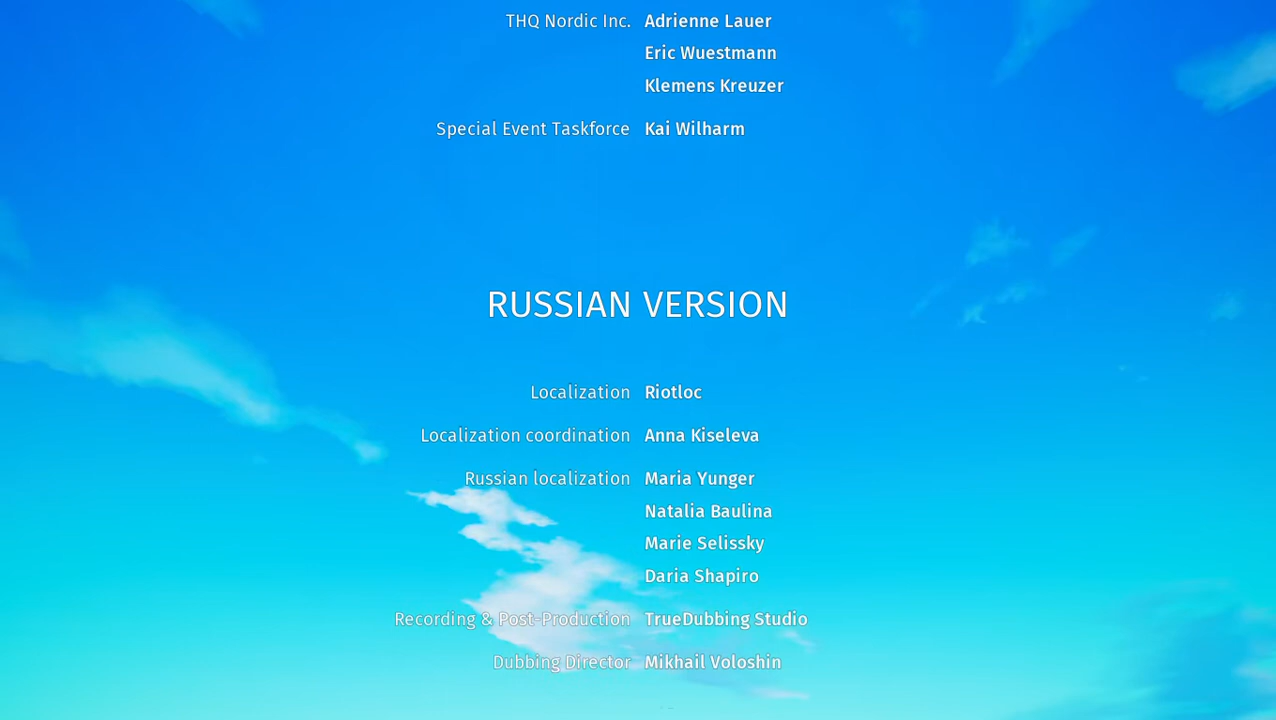 THQ Nordic Inc. Adrienne Lauer
Eric Wuestmann
Klemens Kreuzer
Special Event Taskforce Kai Wilharm
RUSSIAN VERSION
Localization Riotloc
Localization coordination Anna Kiseleva
Russian localization Maria Yunger
Natalia Baulina
Marie Selissky
Daria Shapiro
Recording & Post-Production TrueDubbing Studio
Dubbing Director Mikhail Voloshin